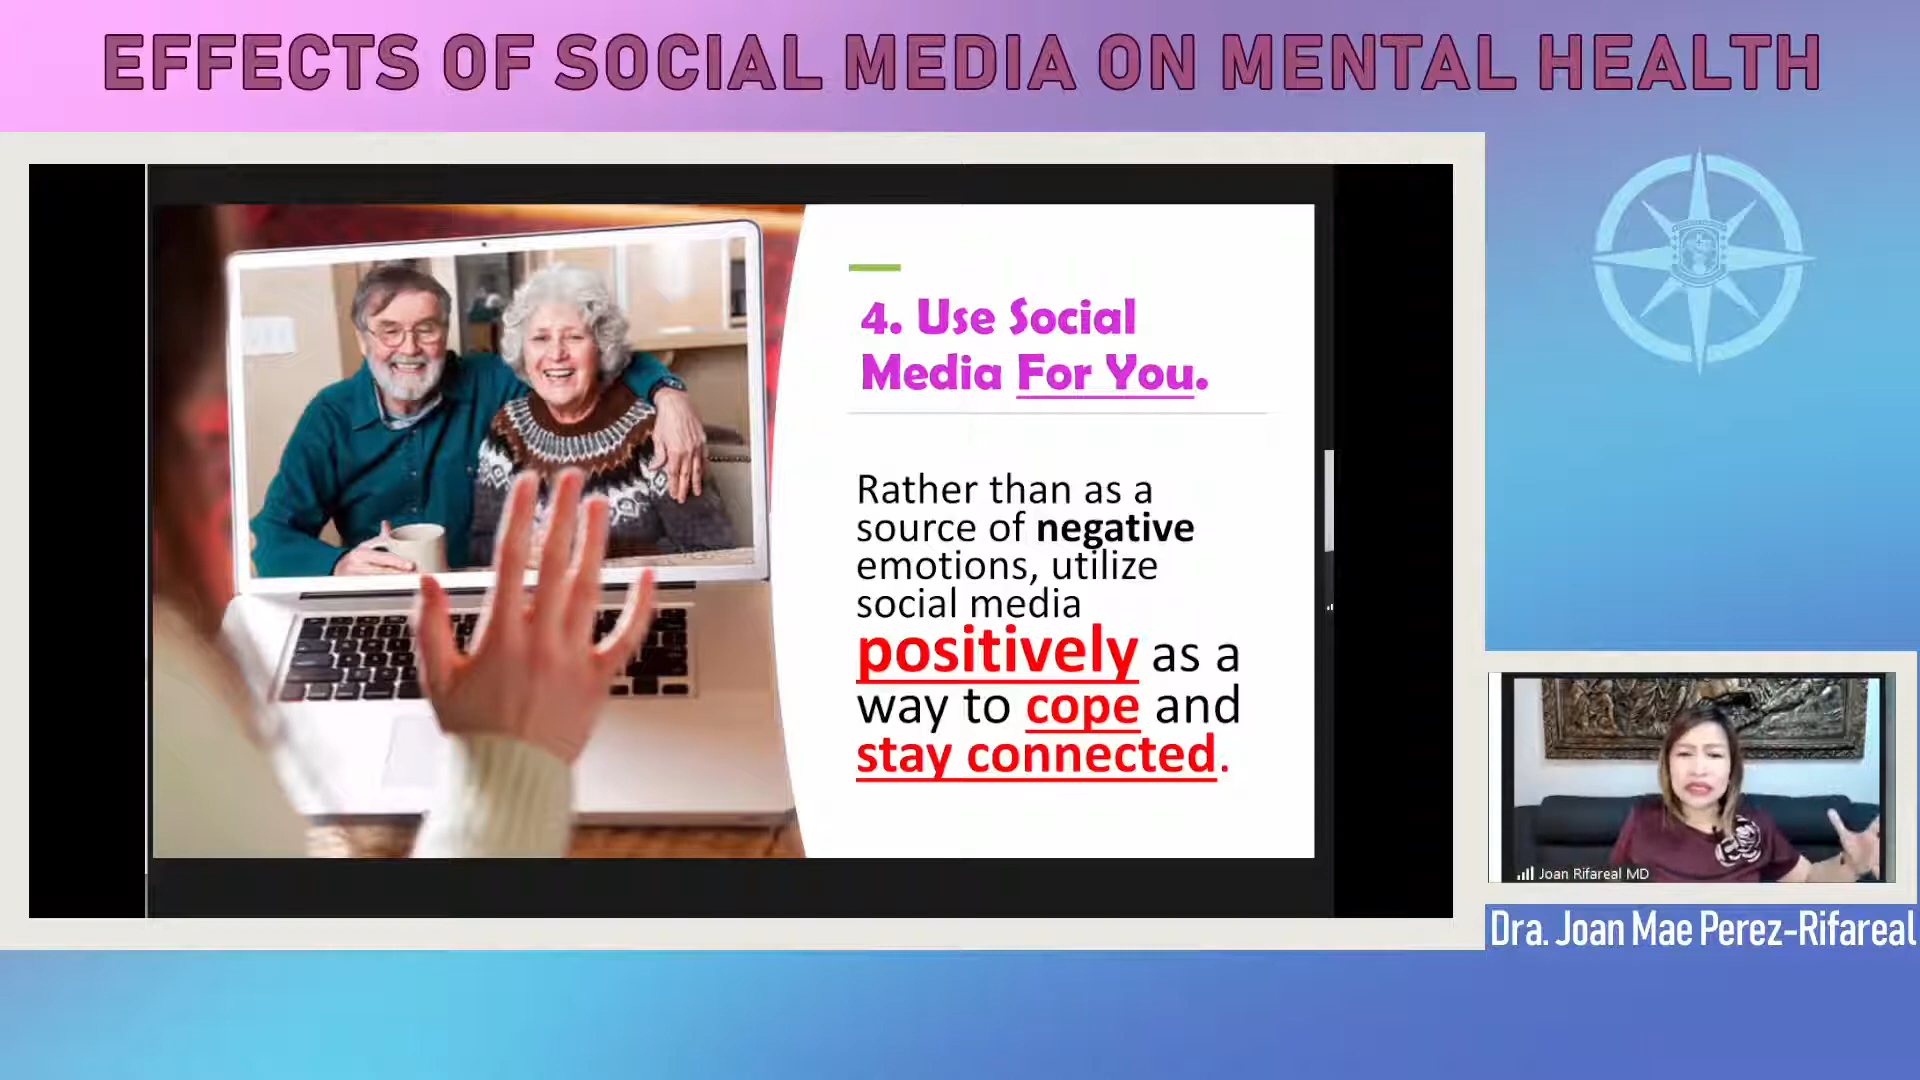 EFFECTS OF SOCIAL MEDIA ON MENTAL HEALTH
4. Use Social
Media For You.
Rather than as a
source of negative
emotions, utilize
social media
positively as a
way to cope and
stay connected.
Joan Rifareal MD
Dra. Joan Mae Perez-Rifareal